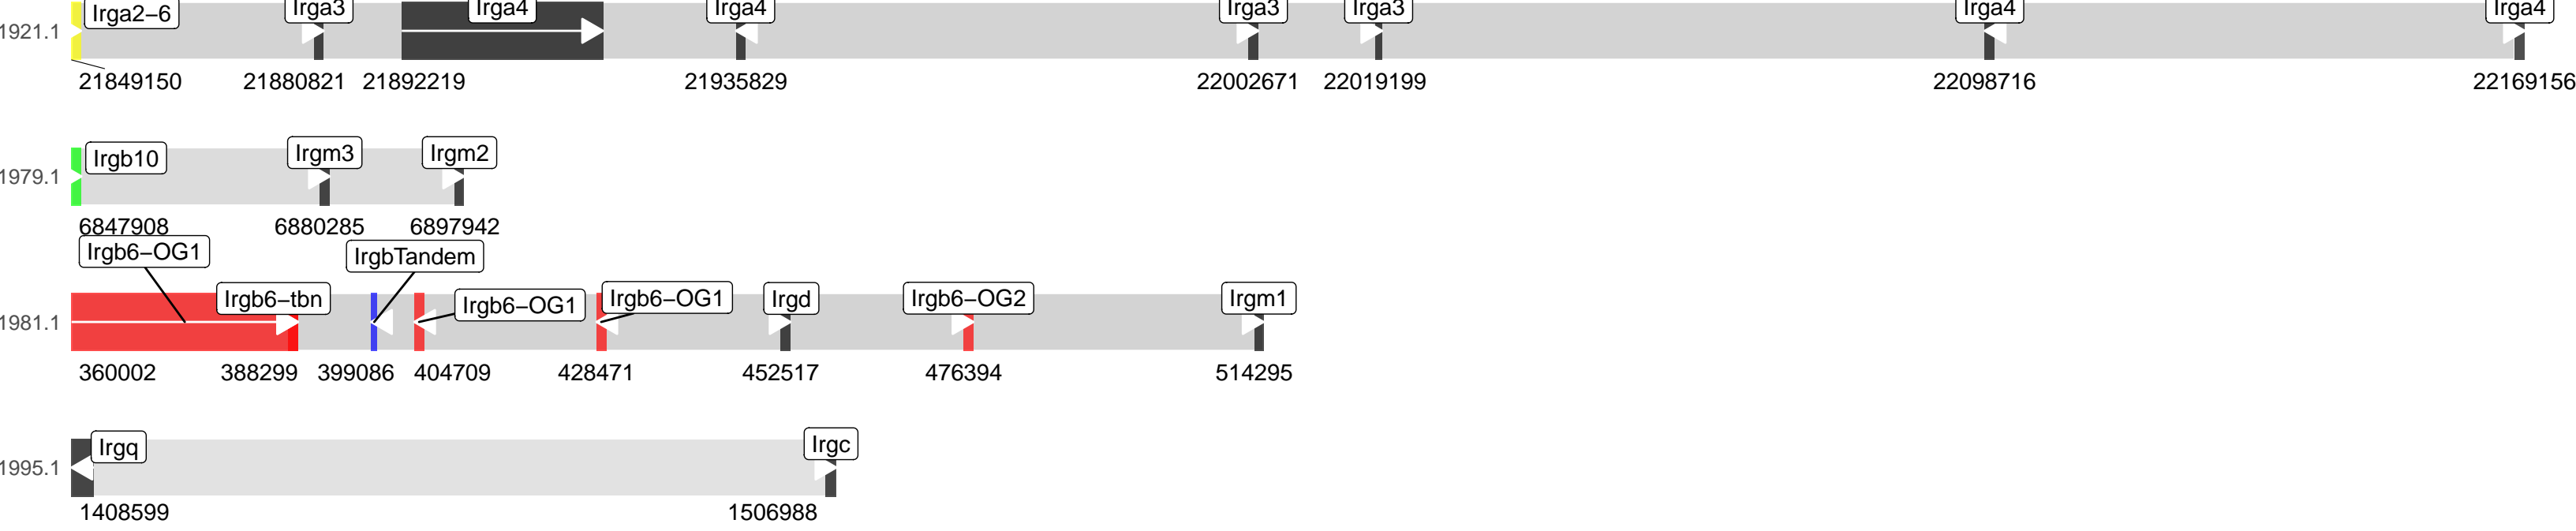 Irga2−6 Irga3 Irga4 Irga4 Irga3 Irga3 Irga4 Irga4
1921.1
21849150 21880821 21892219 21935829 22002671 22019199 22098716 22169156
Irgb10 Irgm3 Irgm2
1979.1
6847908 6880285 6897942
Irgb6−OG1 IrgbTandem
Irgb6−tbn Irgb6−OG1 Irgb6−OG1 Irgd Irgb6−OG2 Irgm1
1981.1
360002 388299 399086 404709 428471 452517 476394 514295
Irgq Irgc
1995.1
1408599 1506988